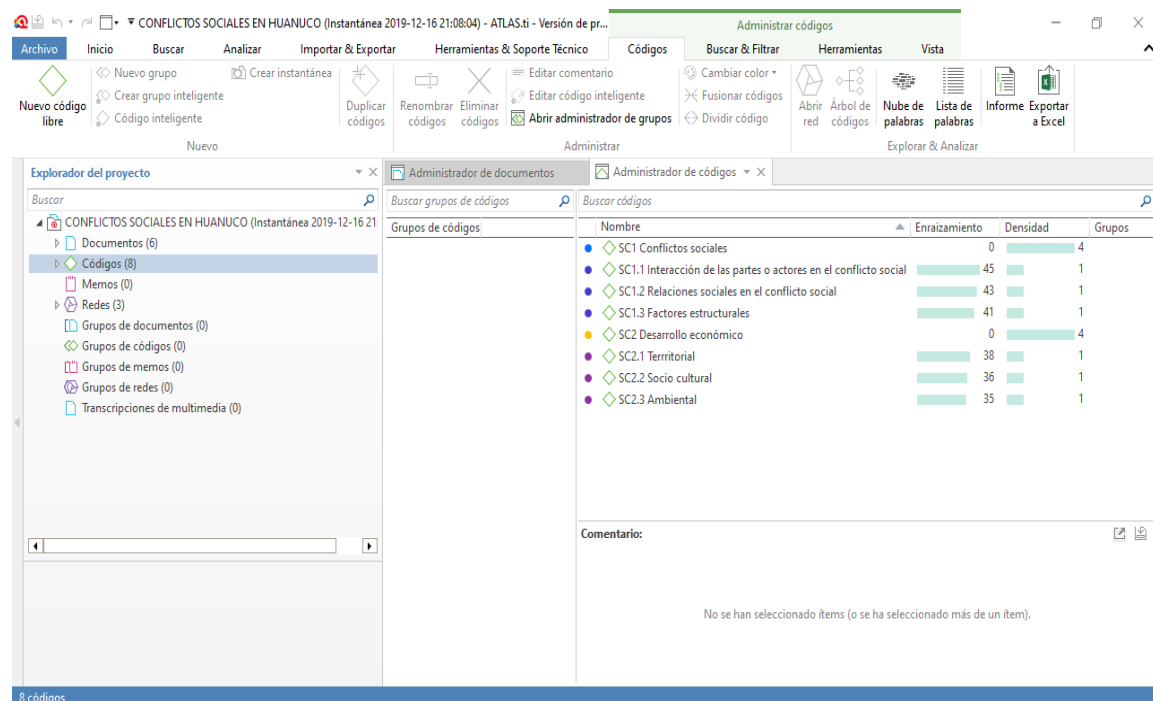 CONFLICTOS SOCIALES EN HUANUCO (Instantánea 2019-12-16 21:08:04) - ATLAS.ti - Versión de pr...
Administrar códigos
Archivo Inicio Buscar Analizar Importar & Exportar Herramientas & Soporte Técnico Códigos Buscar & Filtrar Herramientas Vista
Nuevo código libre
Nuevo grupo
Crear grupo inteligente
Código inteligente
Crear instantánea
Nuevo
Duplicar códigos
Renombrar códigos
Eliminar códigos
Editar comentario
Editar código inteligente
Abrir administrador de grupos
Cambiar color
Fusionar códigos
Dividir código
Administrar
Abrir red
Árbol de códigos
Nube de palabras
Lista de palabras
Informe
Exportar a Excel
Explorar & Analizar
Explorador del proyecto
Buscar
CONFLICTOS SOCIALES EN HUANUCO (Instantánea 2019-12-16 21
Documentos (6)
Códigos (8)
Memos (0)
Redes (3)
Grupos de documentos (0)
Grupos de códigos (0)
Grupos de memos (0)
Grupos de redes (0)
Transcripciones de multimedia (0)
Administrador de documentos
Administrador de códigos
Buscar grupos de códigos
Grupos de códigos
Buscar códigos
Nombre Enraizamiento Densidad Grupos
SC1 Conflictos sociales 0 4
SC1.1 Interacción de las partes o actores en el conflicto social 45 1
SC1.2 Relaciones sociales en el conflicto social 43 1
SC1.3 Factores estructurales 41 1
SC2 Desarrollo económico 0 4
SC2.1 Terrritorial 38 1
SC2.2 Socio cultural 36 1
SC2.3 Ambiental 35 1
Comentario:
No se han seleccionado ítems (o se ha seleccionado más de un ítem).
8 códigos